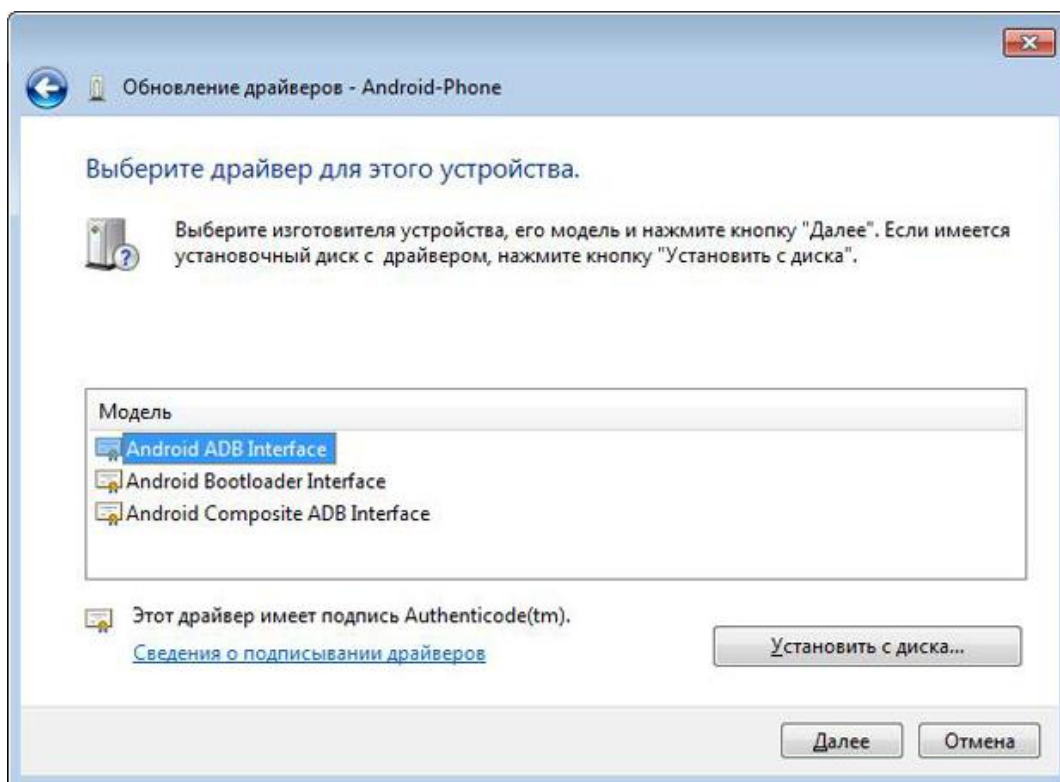 Обновление драйверов - Android-Phone
Выберите драйвер для этого устройства.
Выберите изготовителя устройства, его модель и нажмите кнопку "Далее". Если имеется
установочный диск с драйвером, нажмите кнопку "Установить с диска".
Модель
Android ADB Interface
Android Bootloader Interface
Android Composite ADB Interface
Этот драйвер имеет подпись Authenticode(tm).
Сведения о подписывании драйверов
Установить с диска...
Далее
Отмена